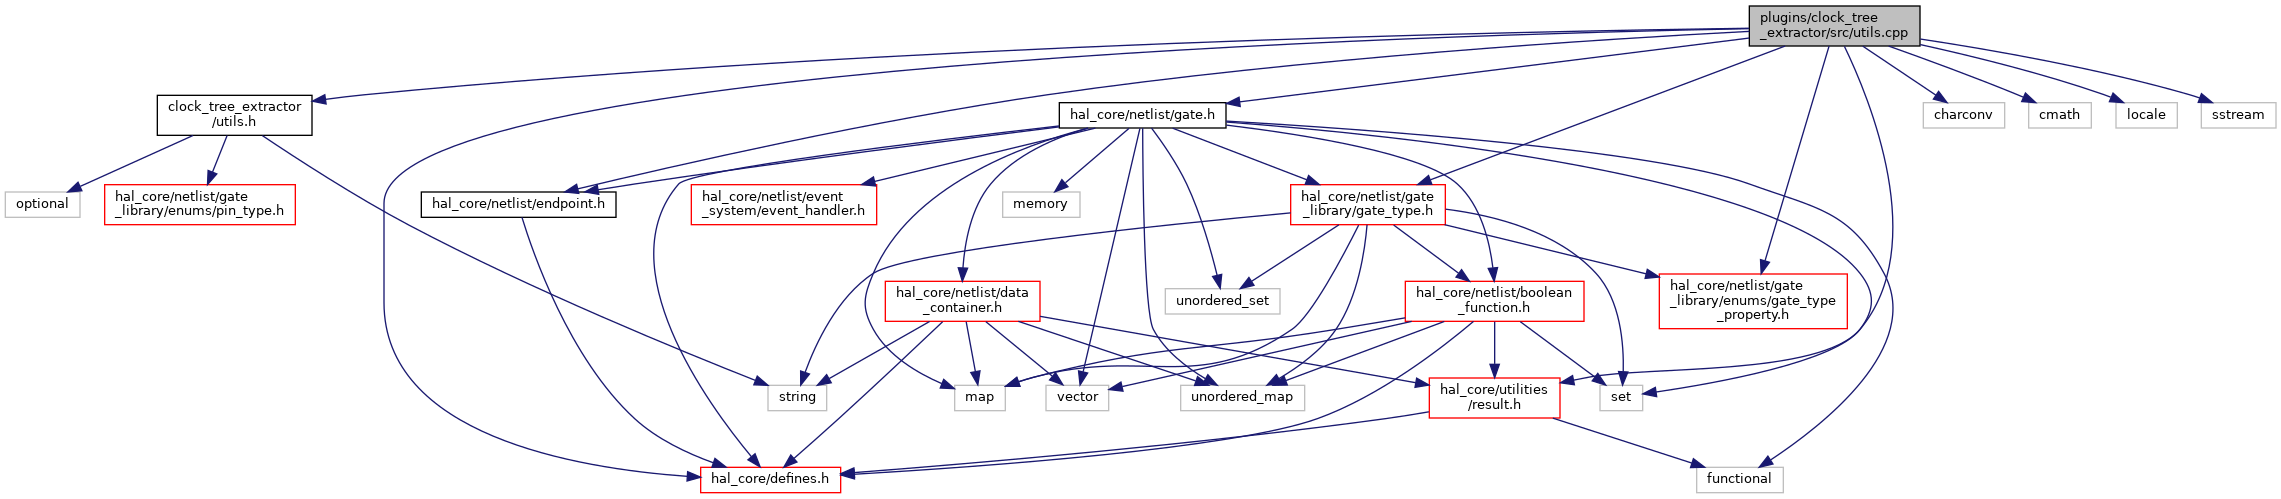 plugins/clock_tree
_extractor/src/utils.cpp
clock_tree_extractor
/utils.h
hal_core/netlist/gate.h
charconv
cmath
locale
sstream
optional
hal_core/netlist/gate
_library/enums/pin_type.h
hal_core/netlist/endpoint.h
hal_core/netlist/event
_system/event_handler.h
memory
hal_core/netlist/gate
_library/gate_type.h
hal_core/netlist/data
_container.h
unordered_set
hal_core/netlist/boolean
_function.h
hal_core/netlist/gate
_library/enums/gate_type
_property.h
string
map
vector
unordered_map
hal_core/utilities
/result.h
set
hal_core/defines.h
functional